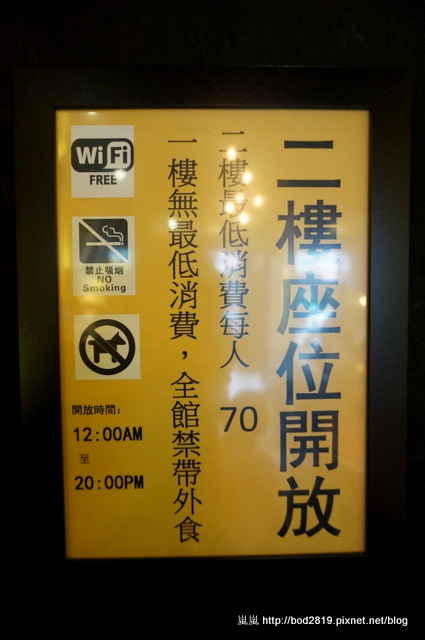 二樓座位開放
二樓最低消費每人 70
一樓無最低消費，全館禁帶外食
Wi Fi
FREE
禁止吸烟
NO
Smoking
開放時間：
12:00AM
至
20:00PM
嵐嵐 http://bod2819.pixnet.net/blog